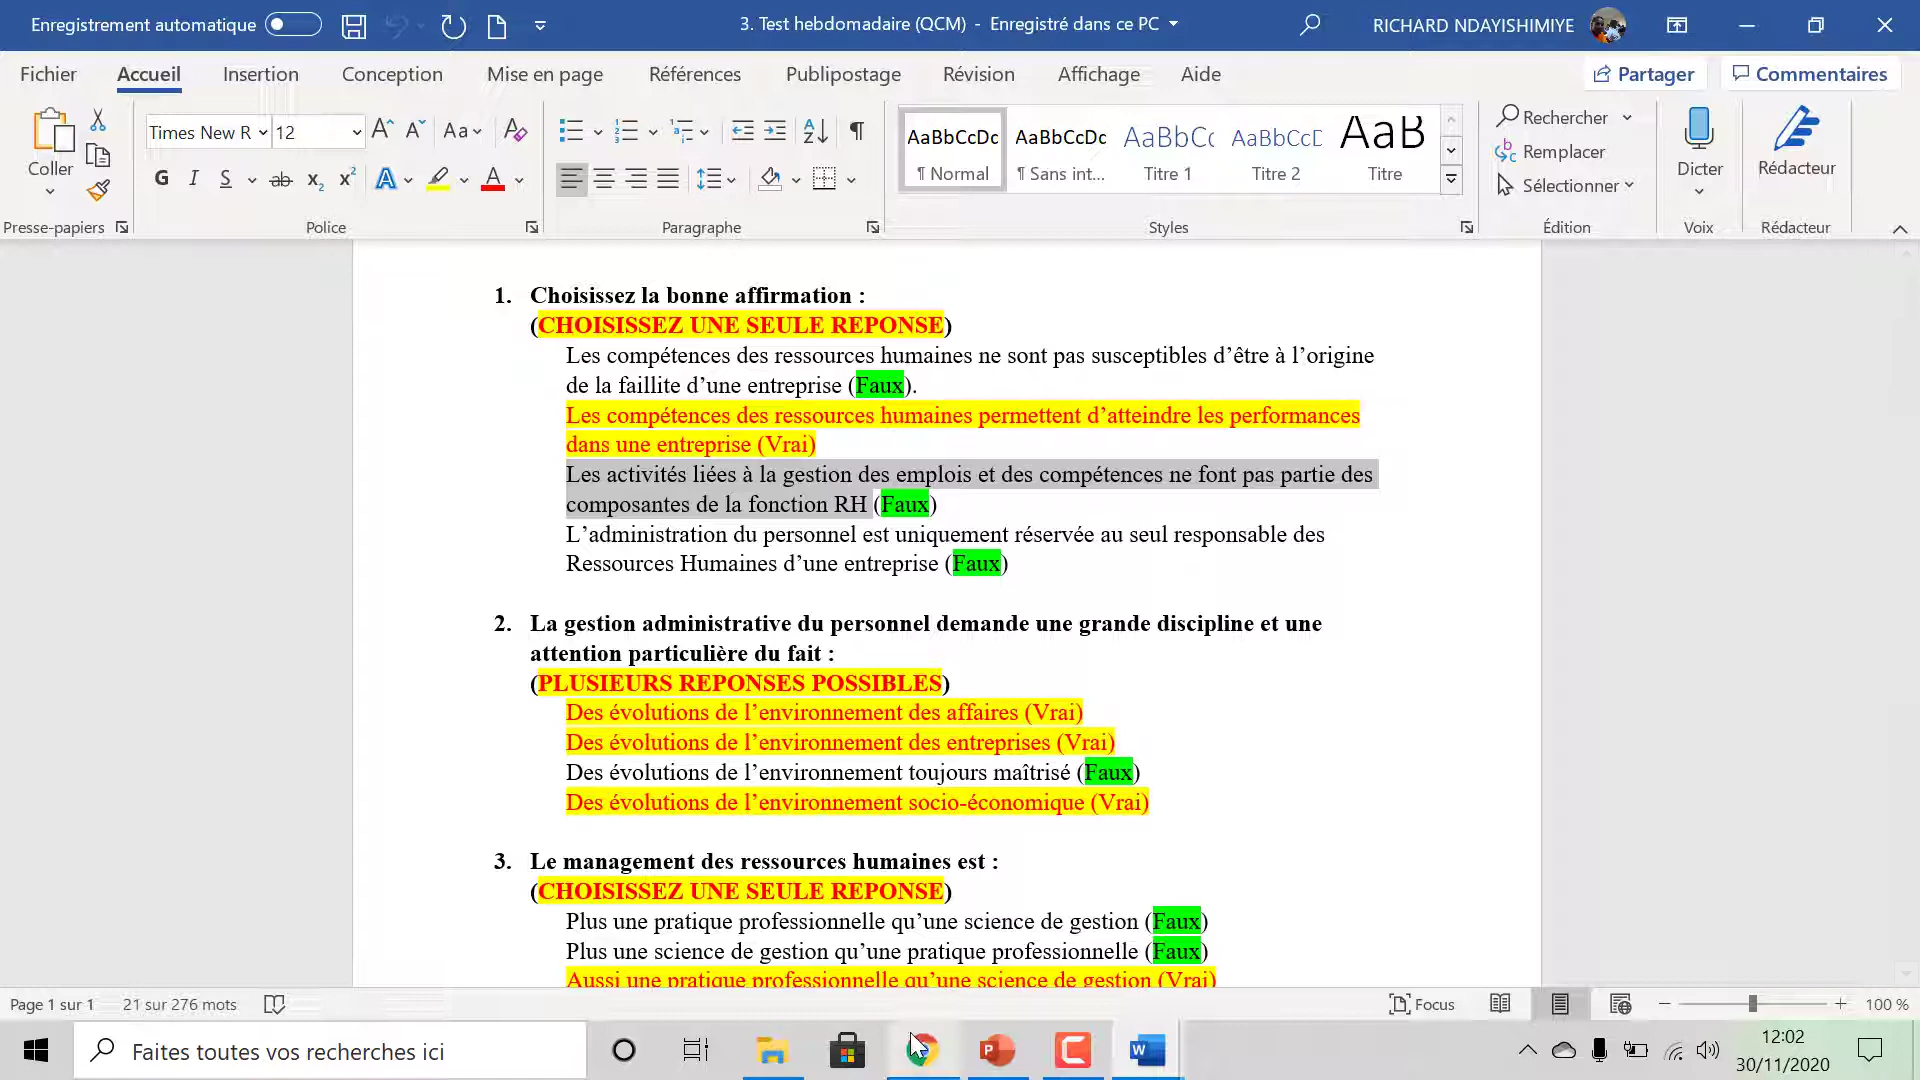 Enregistrement automatique
3. Test hebdomadaire (QCM) - Enregistré dans ce PC
RICHARD NDAYISHIMIYE
Fichier Accueil Insertion Conception Mise en page Références Publipostage Révision Affichage Aide Partager Commentaires
Coller
Times New R 12
G I S ab x₂ x²
Aa
AaBbCcDc AaBbCcDc AaBbCc AaBbCcD AaB
¶ Normal ¶ Sans int... Titre 1 Titre 2 Titre
Rechercher
Remplacer
Sélectionner
Dicter
Rédacteur
Presse-papiers Police Paragraphe Styles Édition Voix Rédacteur
1. Choisissez la bonne affirmation :
(CHOISISSEZ UNE SEULE REPONSE)
Les compétences des ressources humaines ne sont pas susceptibles d’être à l’origine
de la faillite d’une entreprise (Faux).
Les compétences des ressources humaines permettent d’atteindre les performances
dans une entreprise (Vrai)
Les activités liées à la gestion des emplois et des compétences ne font pas partie des
composantes de la fonction RH (Faux)
L’administration du personnel est uniquement réservée au seul responsable des
Ressources Humaines d’une entreprise (Faux)
2. La gestion administrative du personnel demande une grande discipline et une
attention particulière du fait :
(PLUSIEURS REPONSES POSSIBLES)
Des évolutions de l’environnement des affaires (Vrai)
Des évolutions de l’environnement des entreprises (Vrai)
Des évolutions de l’environnement toujours maîtrisé (Faux)
Des évolutions de l’environnement socio-économique (Vrai)
3. Le management des ressources humaines est :
(CHOISISSEZ UNE SEULE REPONSE)
Plus une pratique professionnelle qu’une science de gestion (Faux)
Plus une science de gestion qu’une pratique professionnelle (Faux)
Aussi une pratique professionnelle qu’une science de gestion (Vrai)
Page 1 sur 1 21 sur 276 mots Focus 100 %
Faites toutes vos recherches ici
12:02
30/11/2020